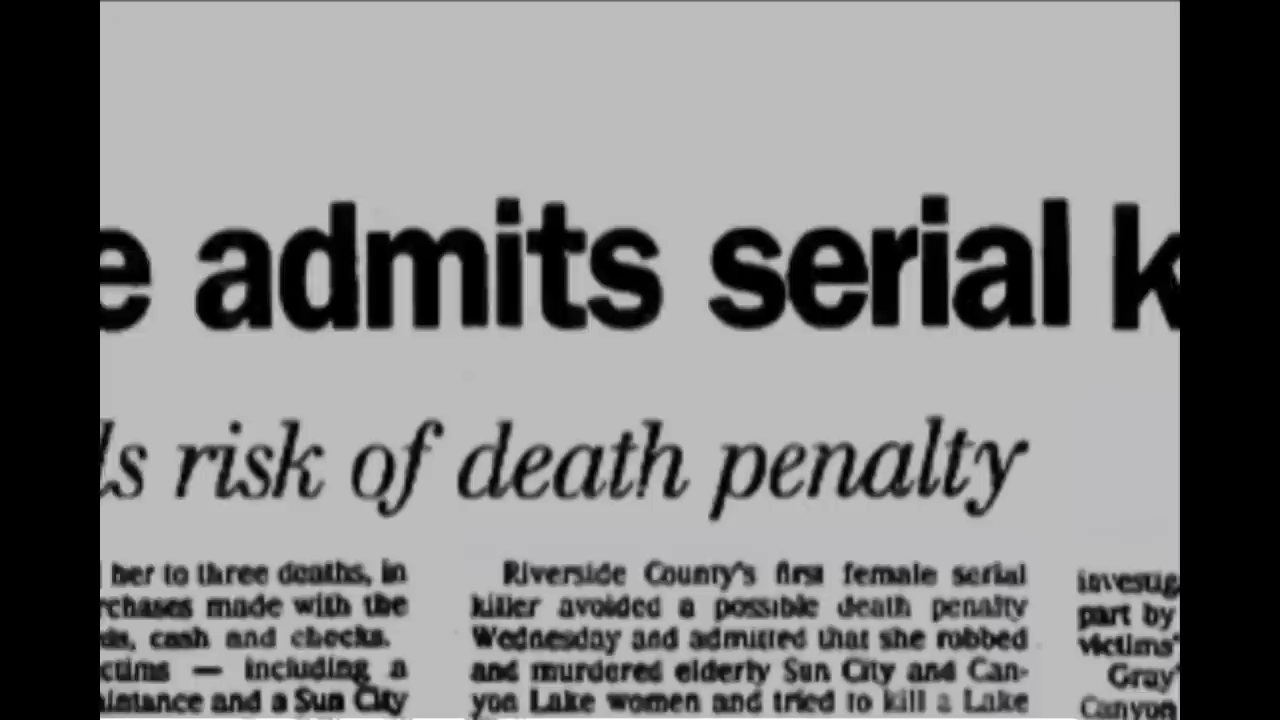 e admits serial k
ls risk of death penalty
her to three deaths, in
rchases made with the
cash and checks.
ctims — including a
aintance and a Sun City
Riverside County's first female serial
killer avoided a possible death penalty
Wednesday and admitted that she robbed
and murdered elderly Sun City and Can-
yon Lake women and tried to kill a Lake
investig
part by
victims'
Gray'
Canyon